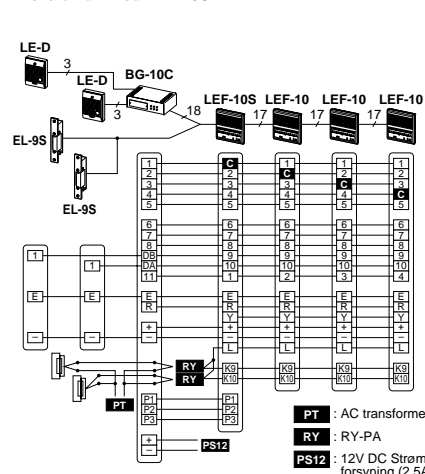 LE-D
3
LE-D
BG-10C
3
18
LEF-10S
17
LEF-10
17
LEF-10
17
LEF-10
EL-9S
EL-9S
1 C 1 1 1
2 2 C 2 2
3 3 3 C 3
4 4 4 4 C
5 5 5 5 5
6 6 6 6 6
7 7 7 7 7
8 8 8 8 8
1 DB 9 9 9 9
1 DA 10 10 10 10
11 1 2 3 4
E E E E E E E
R R R R R
Y Y Y Y
+ + + + +
– – – – – – –
L L L L
RY
K9 K9 K9 K9
RY
K10 K10 K10 K10
PT
P1 P1
P2 P2
P3 P3
+
–
PS12
PT : AC transforme
RY : RY-PA
PS12 : 12V DC Strøm
forsyning (2,5A